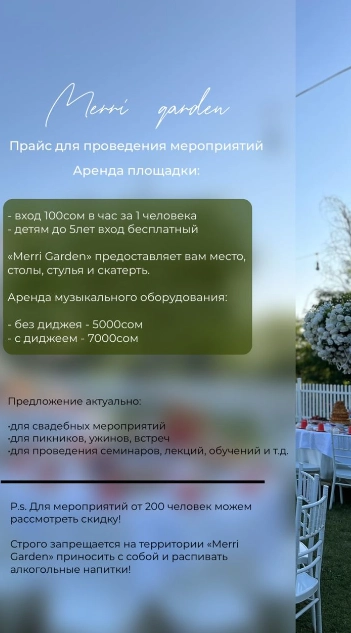 Merri garden
Прайс для проведения мероприятий
Аренда площадки:
- вход 100сом в час за 1 человека
- детям до 5лет вход бесплатный
«Merri Garden» предоставляет вам место,
столы, стулья и скатерть.
Аренда музыкального оборудования:
- без диджея - 5000сом
- с диджеем - 7000сом
Предложение актуально:
·для свадебных мероприятий
·для пикников, ужинов, встреч
·для проведения семинаров, лекций, обучений и т.д.
P.s. Для мероприятий от 200 человек можем
рассмотреть скидку!
Строго запрещается на территории «Merri
Garden» приносить с собой и распивать
алкогольные напитки!